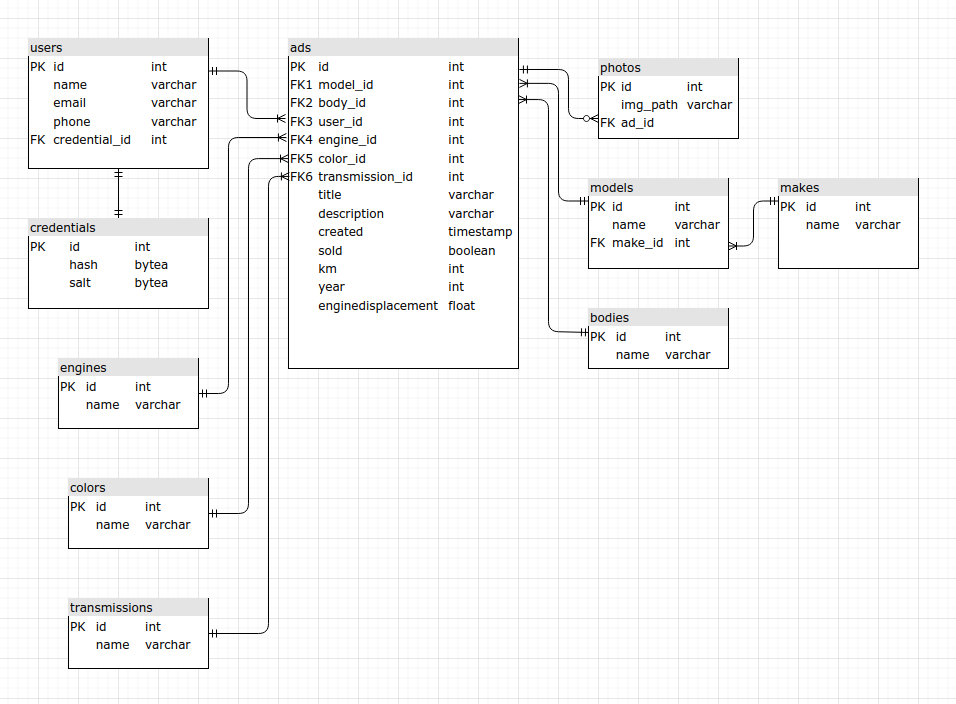 users
PK id int
name varchar
email varchar
phone varchar
FK credential_id int
credentials
PK id int
hash bytea
salt bytea
engines
PK id int
name varchar
colors
PK id int
name varchar
transmissions
PK id int
name varchar
ads
PK id int
FK1 model_id int
FK2 body_id int
FK3 user_id int
FK4 engine_id int
FK5 color_id int
FK6 transmission_id int
title varchar
description varchar
created timestamp
sold boolean
km int
year int
enginedisplacement float
photos
PK id int
img_path varchar
FK ad_id
models
PK id int
name varchar
FK make_id int
makes
PK id int
name varchar
bodies
PK id int
name varchar